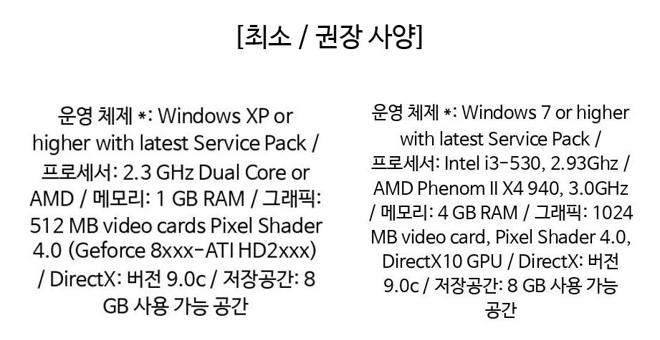 [최소 / 권장 사양]
운영 체제 *: Windows XP or
higher with latest Service Pack /
프로세서: 2.3 GHz Dual Core or
AMD / 메모리: 1 GB RAM / 그래픽:
512 MB video cards Pixel Shader
4.0 (Geforce 8xxx-ATI HD2xxx)
/ DirectX: 버전 9.0c / 저장공간: 8
GB 사용 가능 공간
운영 체제 *: Windows 7 or higher
with latest Service Pack /
프로세서: Intel i3-530, 2.93Ghz /
AMD Phenom II X4 940, 3.0GHz
/ 메모리: 4 GB RAM / 그래픽: 1024
MB video card, Pixel Shader 4.0,
DirectX10 GPU / DirectX: 버전
9.0c / 저장공간: 8 GB 사용 가능
공간